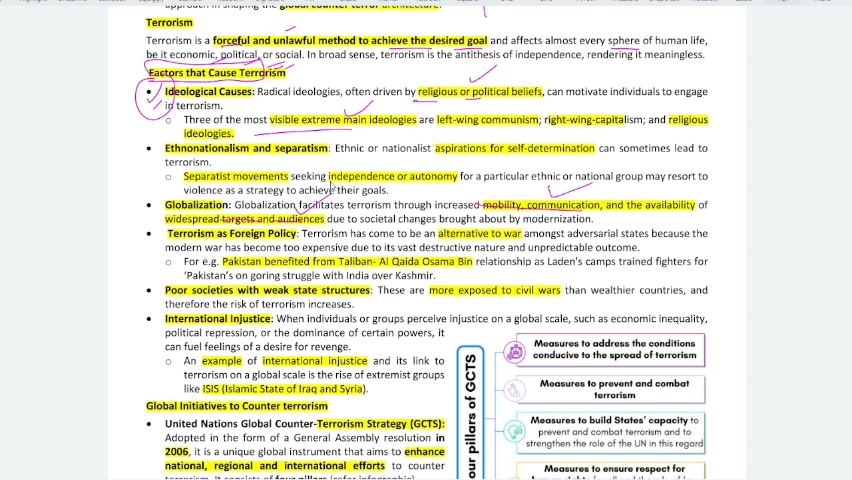 approach in shaping the global counter-terror architecture.
Terrorism
Terrorism is a forceful and unlawful method to achieve the desired goal and affects almost every sphere of human life,
be it economic, political, or social. In broad sense, terrorism is the antithesis of independence, rendering it meaningless.
Factors that Cause Terrorism
• Ideological Causes: Radical ideologies, often driven by religious or political beliefs, can motivate individuals to engage
in terrorism.
o Three of the most visible extreme main ideologies are left-wing communism; right-wing-capitalism; and religious
ideologies.
• Ethnonationalism and separatism: Ethnic or nationalist aspirations for self-determination can sometimes lead to
terrorism.
o Separatist movements seeking independence or autonomy for a particular ethnic or national group may resort to
violence as a strategy to achieve their goals.
• Globalization: Globalization facilitates terrorism through increased mobility, communication, and the availability of
widespread targets and audiences due to societal changes brought about by modernization.
• Terrorism as Foreign Policy: Terrorism has come to be an alternative to war amongst adversarial states because the
modern war has become too expensive due to its vast destructive nature and unpredictable outcome.
o For e.g. Pakistan benefited from Taliban- Al Qaida Osama Bin relationship as Laden's camps trained fighters for
'Pakistan's on goring struggle with India over Kashmir.
• Poor societies with weak state structures: These are more exposed to civil wars than wealthier countries, and
therefore the risk of terrorism increases.
• International Injustice: When individuals or groups perceive injustice on a global scale, such as economic inequality,
political repression, or the dominance of certain powers, it
can fuel feelings of a desire for revenge.
o An example of international injustice and its link to
terrorism on a global scale is the rise of extremist groups
like ISIS (Islamic State of Iraq and Syria).
Global Initiatives to Counter terrorism
• United Nations Global Counter-Terrorism Strategy (GCTS):
Adopted in the form of a General Assembly resolution in
2006, it is a unique global instrument that aims to enhance
national, regional and international efforts to counter
terrorism. It consists of four pillars (refer infographic)
our pillars of GCTS
Measures to address the conditions
conducive to the spread of terrorism
Measures to prevent and combat
terrorism
Measures to build States' capacity to
prevent and combat terrorism and to
strengthen the role of the UN in this regard
Measures to ensure respect for